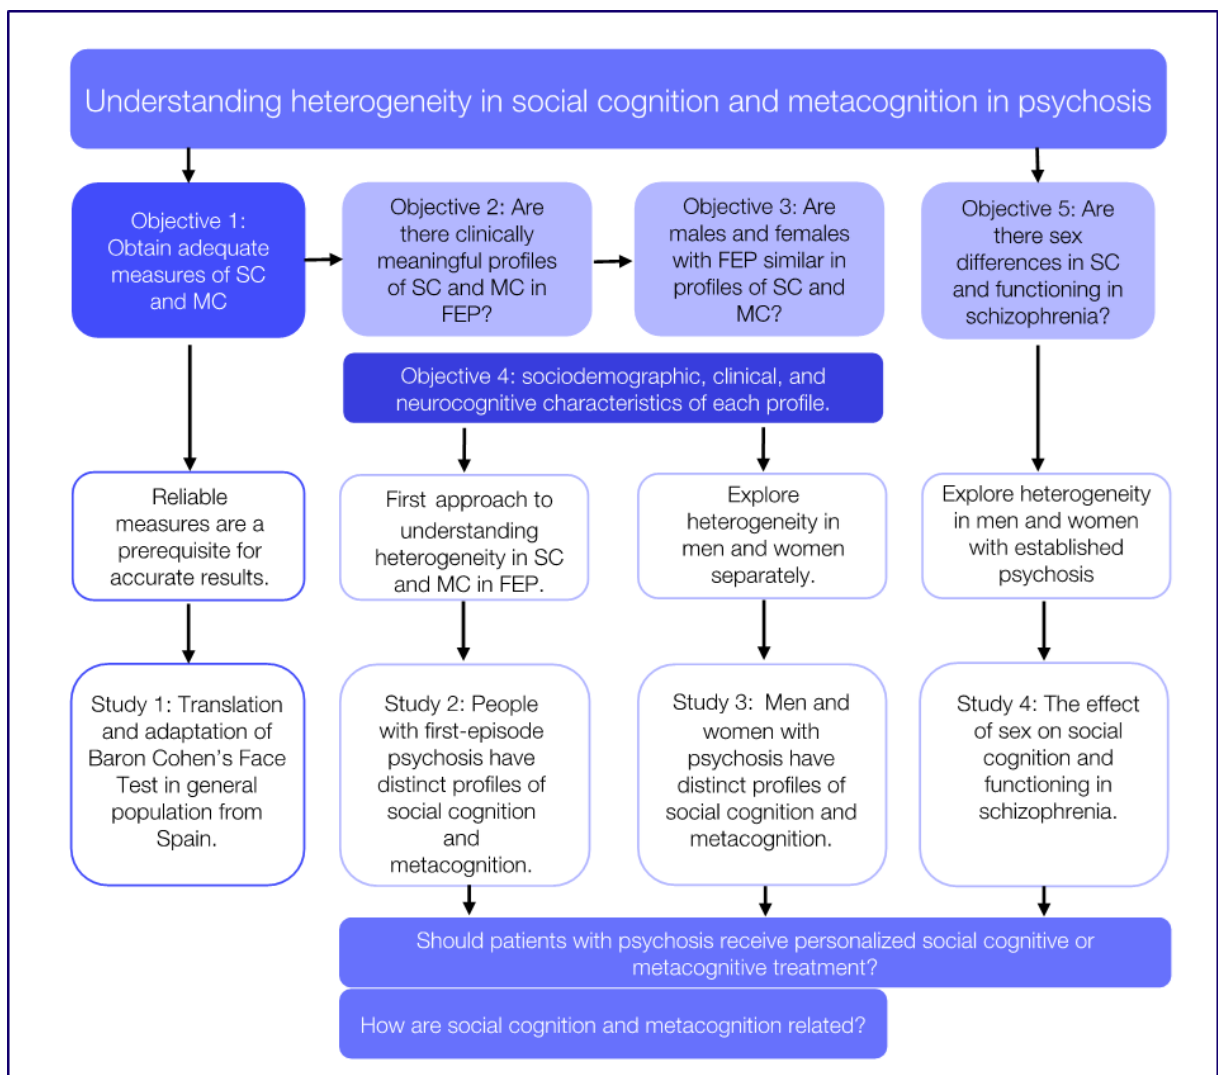 Understanding heterogeneity in social cognition and metacognition in psychosis
Objective 1:
Obtain adequate
measures of SC
and MC
Objective 2: Are
there clinically
meaningful profiles
of SC and MC in
FEP?
Objective 3: Are
males and females
with FEP similar in
profiles of SC and
MC?
Objective 5: Are
there sex
differences in SC
and functioning in
schizophrenia?
Objective 4: sociodemographic, clinical, and
neurocognitive characteristics of each profile.
Reliable
measures are a
prerequisite for
accurate results.
First approach to
understanding
heterogeneity in SC
and MC in FEP.
Explore
heterogeneity in
men and women
separately.
Explore heterogeneity
in men and women
with established
psychosis
Study 1: Translation
and adaptation of
Baron Cohen's Face
Test in general
population from
Spain.
Study 2: People
with first-episode
psychosis have
distinct profiles of
social cognition
and
metacognition.
Study 3: Men and
women with
psychosis have
distinct profiles of
social cognition and
metacognition.
Study 4: The effect
of sex on social
cognition and
functioning in
schizophrenia.
Should patients with psychosis receive personalized social cognitive or
metacognitive treatment?
How are social cognition and metacognition related?